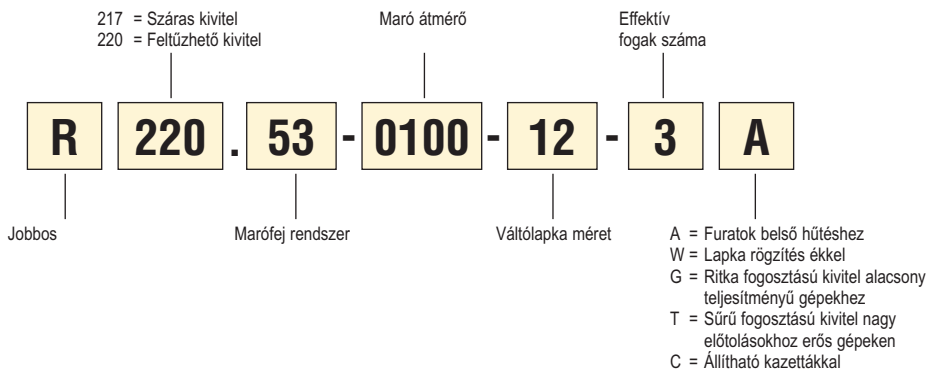 217 = Száras kivitel
220 = Feltűzhető kivitel
Maró átmérő
Effektív
fogak száma
R 220 . 53 - 0100 - 12 - 3 A
Jobbos
Marófej rendszer
Váltólapka méret
A = Furatok belső hűtéshez
W = Lapka rögzítés ékkel
G = Ritka fogosztású kivitel alacsony
teljesítményű gépekhez
T = Sűrű fogosztású kivitel nagy
előtolásokhoz erős gépeken
C = Állítható kazettákkal